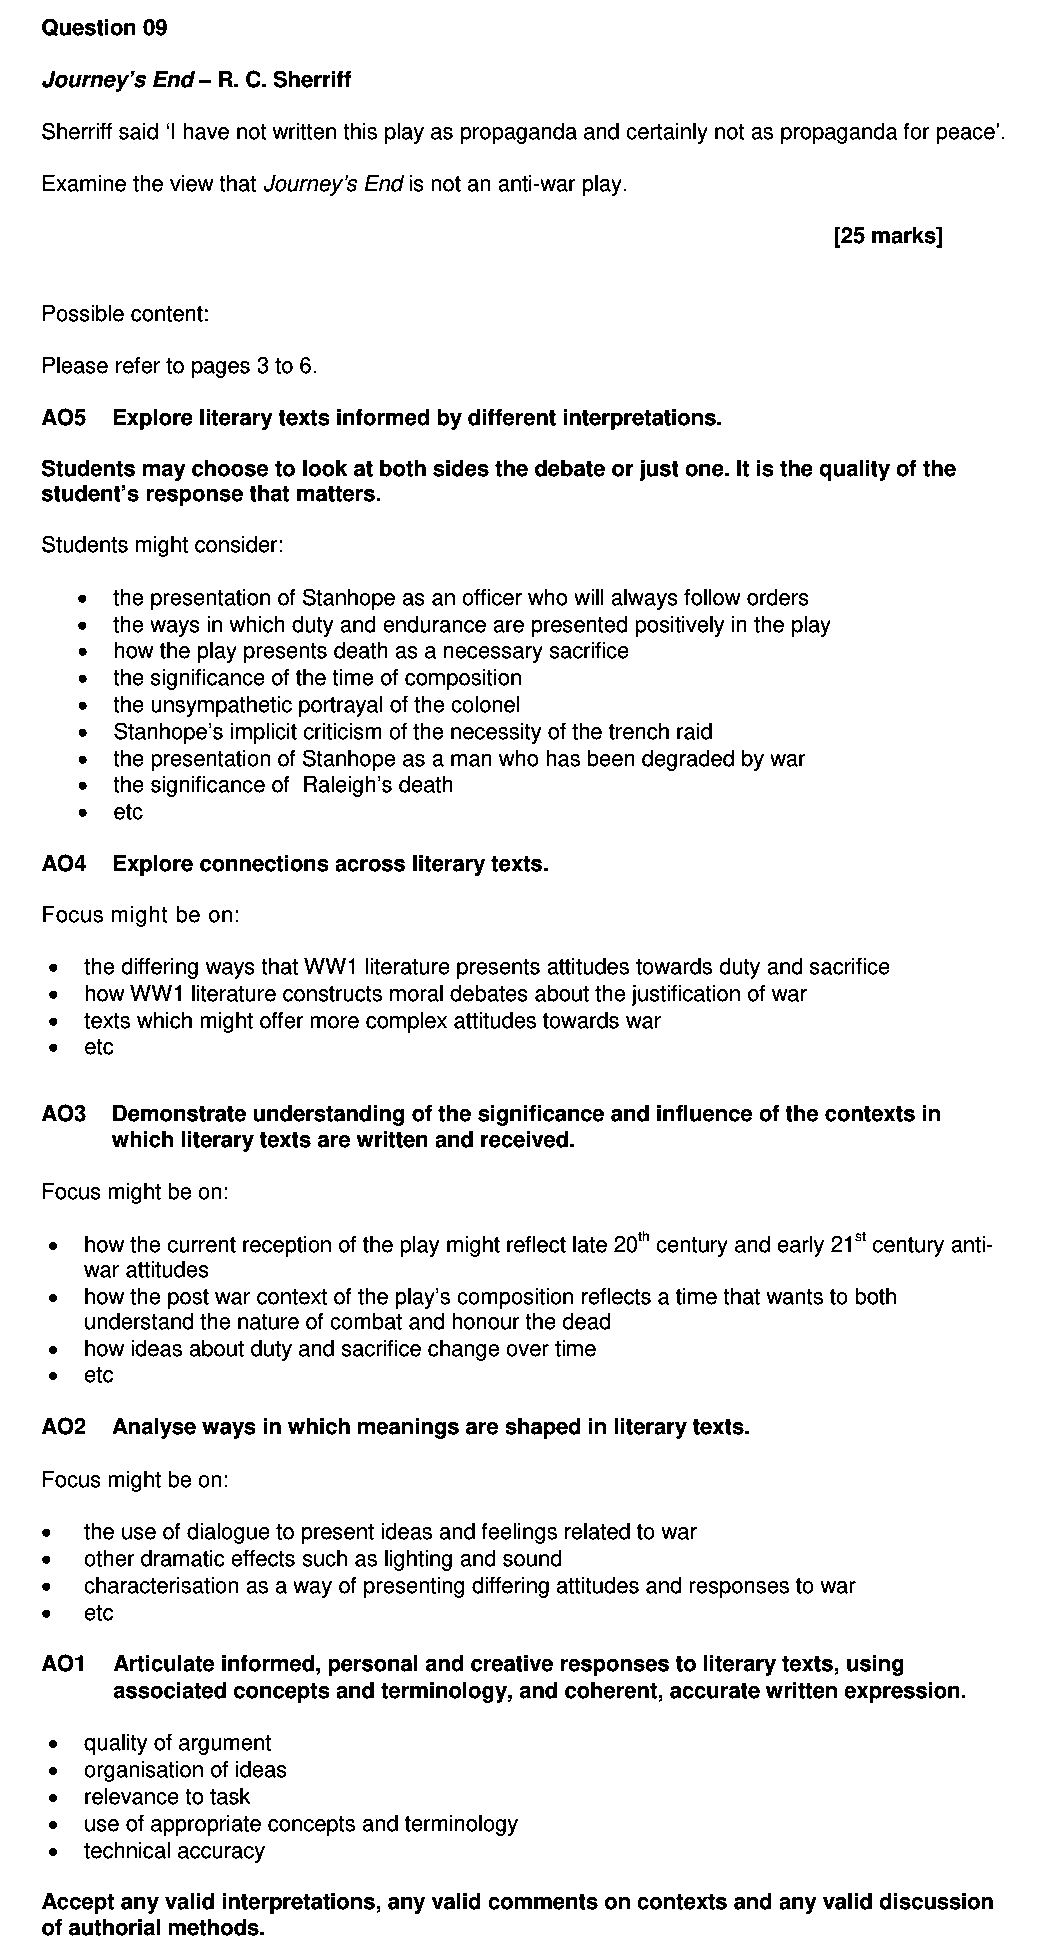 Question 09
Journey's End – R. C. Sherriff
Sherriff said 'I have not written this play as propaganda and certainly not as propaganda for peace'.
Examine the view that Journey's End is not an anti-war play.
[25 marks]
Possible content:
Please refer to pages 3 to 6.
AO5 Explore literary texts informed by different interpretations.
Students may choose to look at both sides the debate or just one. It is the quality of the
student's response that matters.
Students might consider:
• the presentation of Stanhope as an officer who will always follow orders
• the ways in which duty and endurance are presented positively in the play
• how the play presents death as a necessary sacrifice
• the significance of the time of composition
• the unsympathetic portrayal of the colonel
• Stanhope's implicit criticism of the necessity of the trench raid
• the presentation of Stanhope as a man who has been degraded by war
• the significance of Raleigh's death
• etc
AO4 Explore connections across literary texts.
Focus might be on:
• the differing ways that WW1 literature presents attitudes towards duty and sacrifice
• how WW1 literature constructs moral debates about the justification of war
• texts which might offer more complex attitudes towards war
• etc
AO3 Demonstrate understanding of the significance and influence of the contexts in
which literary texts are written and received.
Focus might be on:
• how the current reception of the play might reflect late 20th century and early 21st century anti-
war attitudes
• how the post war context of the play's composition reflects a time that wants to both
understand the nature of combat and honour the dead
• how ideas about duty and sacrifice change over time
• etc
AO2 Analyse ways in which meanings are shaped in literary texts.
Focus might be on:
• the use of dialogue to present ideas and feelings related to war
• other dramatic effects such as lighting and sound
• characterisation as a way of presenting differing attitudes and responses to war
• etc
AO1 Articulate informed, personal and creative responses to literary texts, using
associated concepts and terminology, and coherent, accurate written expression.
• quality of argument
• organisation of ideas
• relevance to task
• use of appropriate concepts and terminology
• technical accuracy
Accept any valid interpretations, any valid comments on contexts and any valid discussion
of authorial methods.